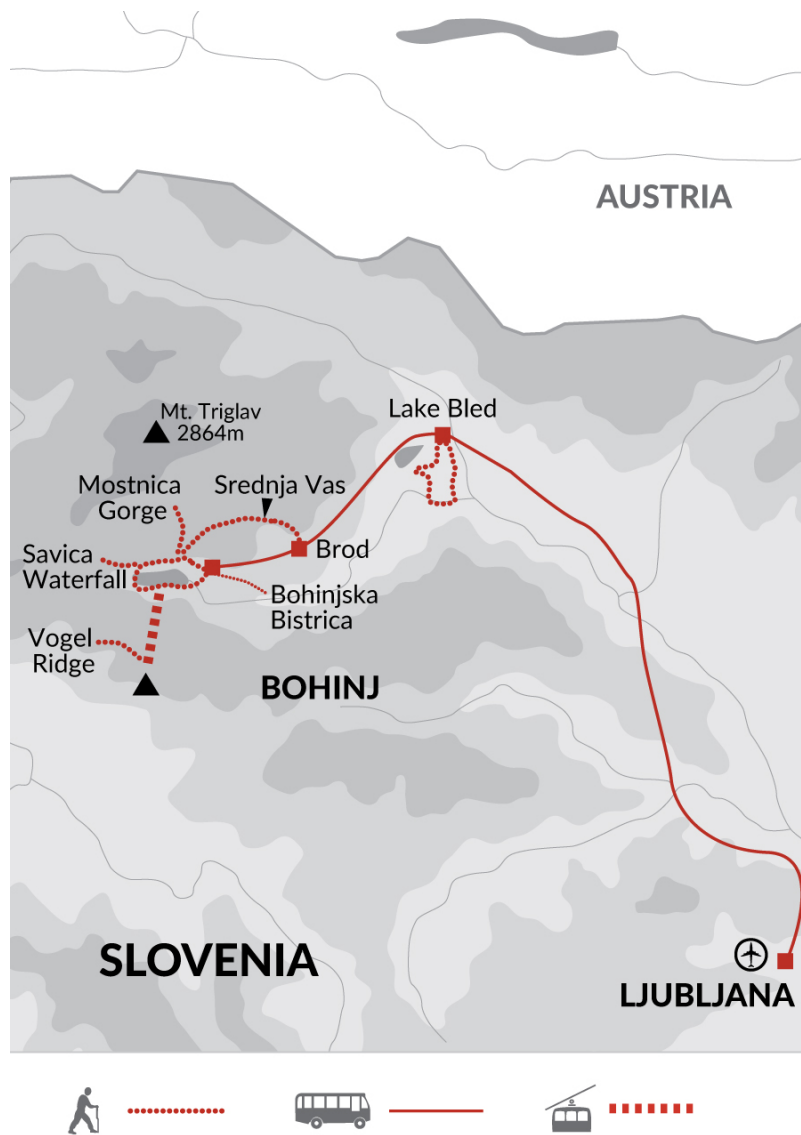 AUSTRIA
Mt. Triglav
2864m
Lake Bled
Mostnica
Gorge
Srednja Vas
Brod
Savica
Waterfall
Bohinjska
Bistrica
Vogel
Ridge
BOHINJ
SLOVENIA
LJUBLJANA